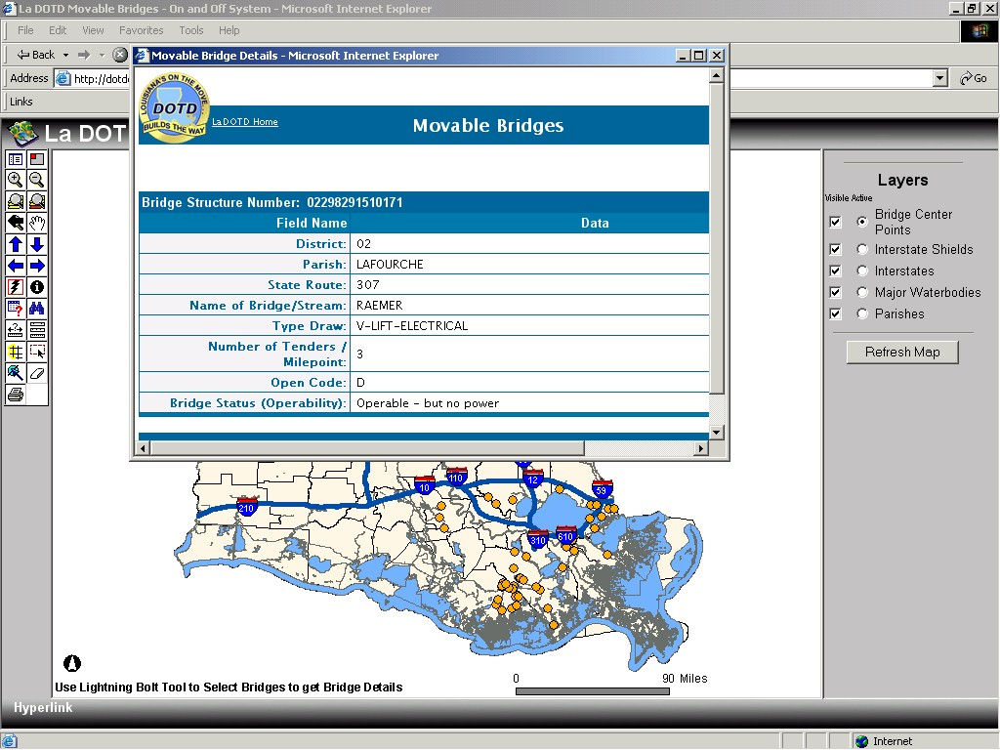 La DOTD Movable Bridges - On and Off System - Microsoft Internet Explorer
File Edit View Favorites Tools Help
Back
Address http://dotd
Go
Links
Movable Bridge Details - Microsoft Internet Explorer
LOUISIANA'S ON THE MOVE...
DOTD
BUILDS THE WAY
LaDOTD Home
Movable Bridges
Bridge Structure Number: 02298291510171
Field Name Data
District: 02
Parish: LAFOURCHE
State Route: 307
Name of Bridge/Stream: RAEMER
Type Draw: V-LIFT-ELECTRICAL
Number of Tenders /
Milepoint: 3
Open Code: D
Bridge Status (Operability): Operable - but no power
La DOT
Layers
Visible Active
Bridge Center
Points
Interstate Shields
Interstates
Major Waterbodies
Parishes
Refresh Map
110
12
10
59
210
310
610
0 90 Miles
Use Lightning Bolt Tool to Select Bridges to get Bridge Details
Hyperlink
Internet